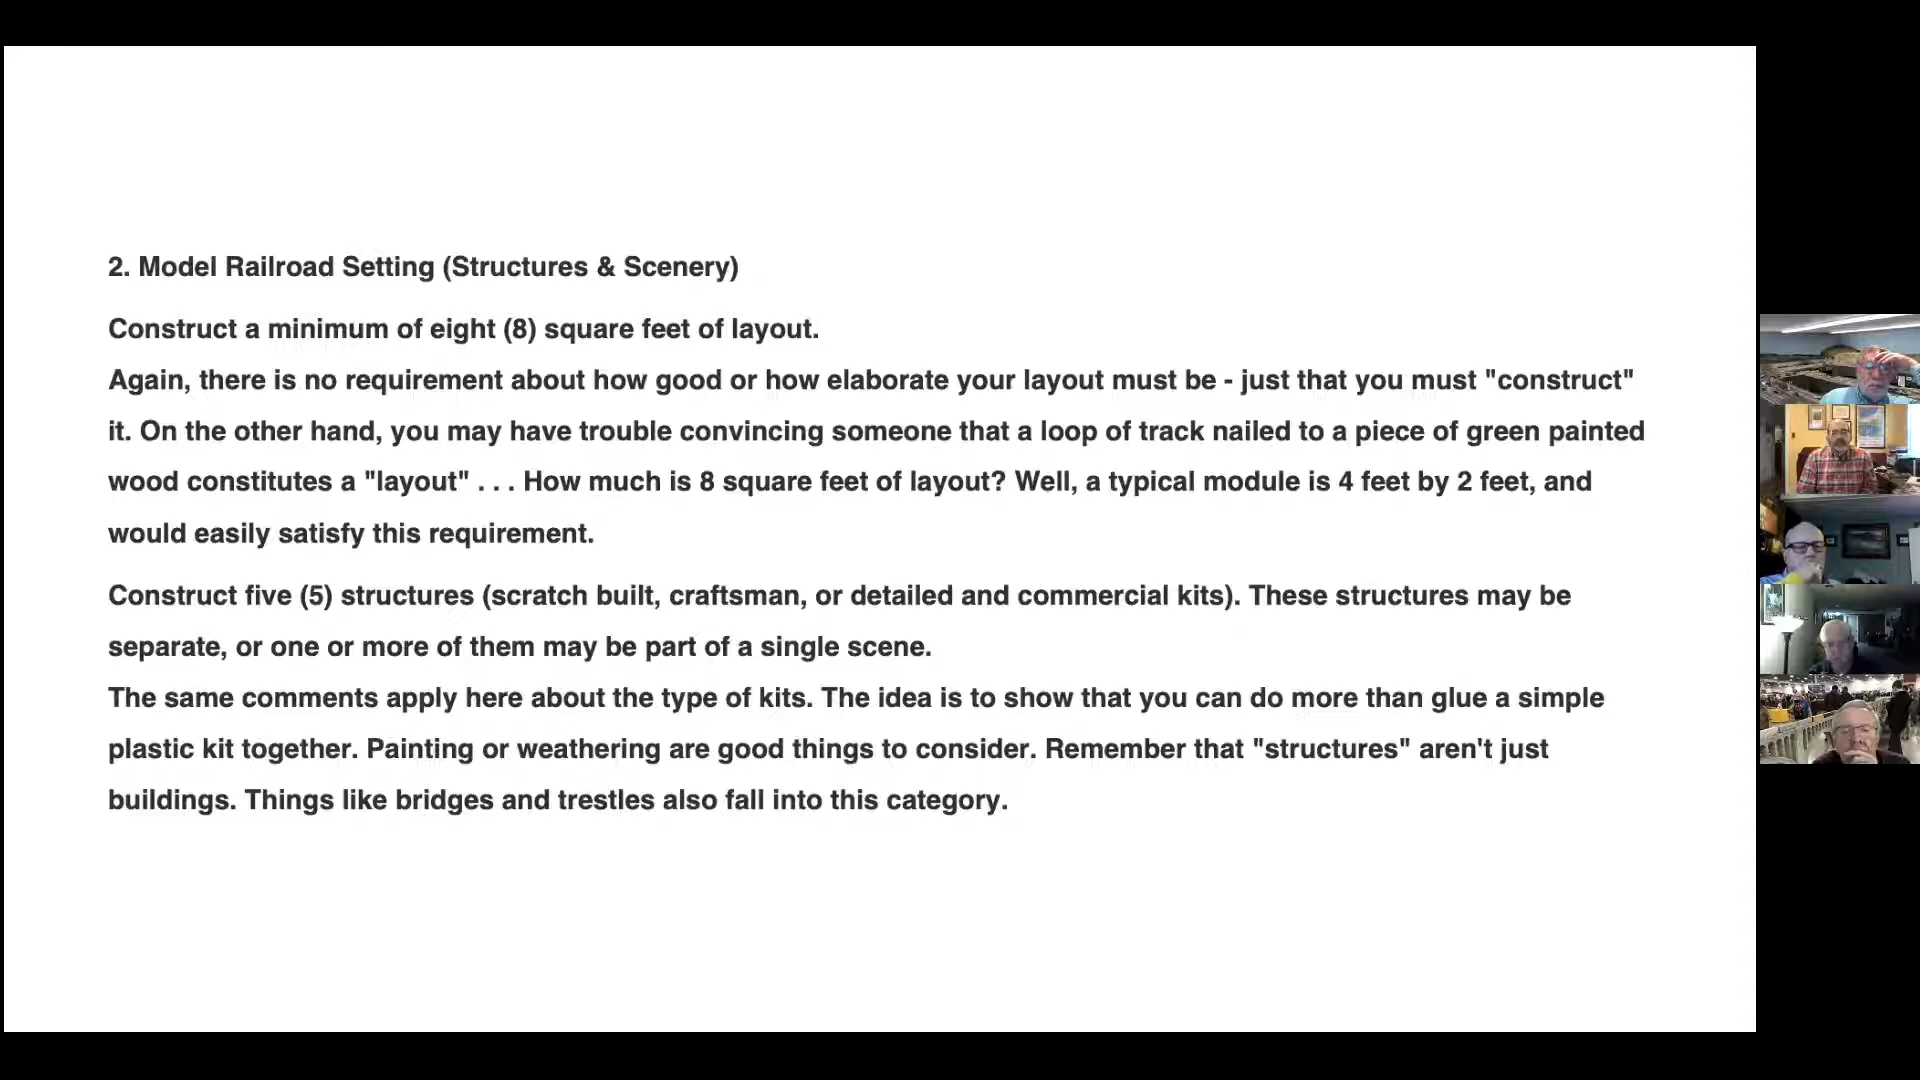 2. Model Railroad Setting (Structures & Scenery)
Construct a minimum of eight (8) square feet of layout.
Again, there is no requirement about how good or how elaborate your layout must be - just that you must "construct"
it. On the other hand, you may have trouble convincing someone that a loop of track nailed to a piece of green painted
wood constitutes a "layout" . . . How much is 8 square feet of layout? Well, a typical module is 4 feet by 2 feet, and
would easily satisfy this requirement.
Construct five (5) structures (scratch built, craftsman, or detailed and commercial kits). These structures may be
separate, or one or more of them may be part of a single scene.
The same comments apply here about the type of kits. The idea is to show that you can do more than glue a simple
plastic kit together. Painting or weathering are good things to consider. Remember that "structures" aren't just
buildings. Things like bridges and trestles also fall into this category.